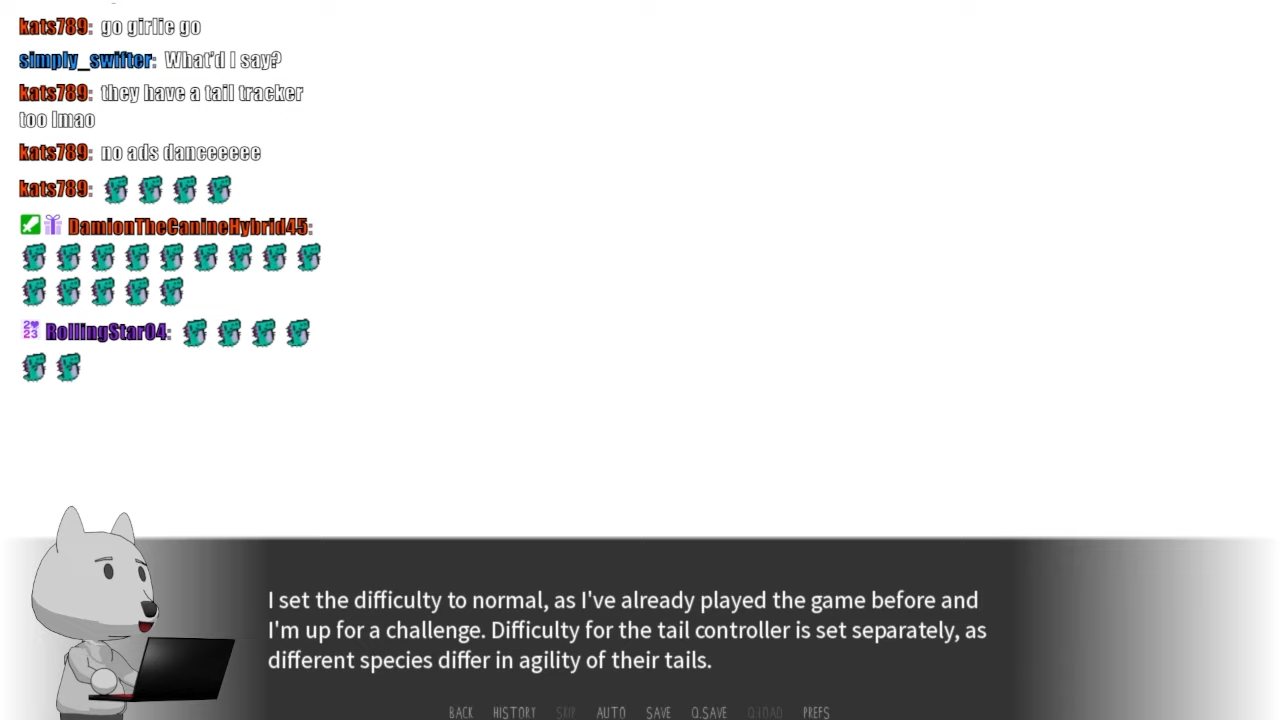 kats789: go girlie go
simply_swifter: What'd I say?
kats789: they have a tail tracker
too lmao
kats789: no ads danceeeee
kats789:
DamionTheCanineHybrid45:
2 23 RollingStar04:
I set the difficulty to normal, as I've already played the game before and
I'm up for a challenge. Difficulty for the tail controller is set separately, as
different species differ in agility of their tails.
BACK HISTORY SKIP AUTO SAVE Q.SAVE Q.LOAD PREFS